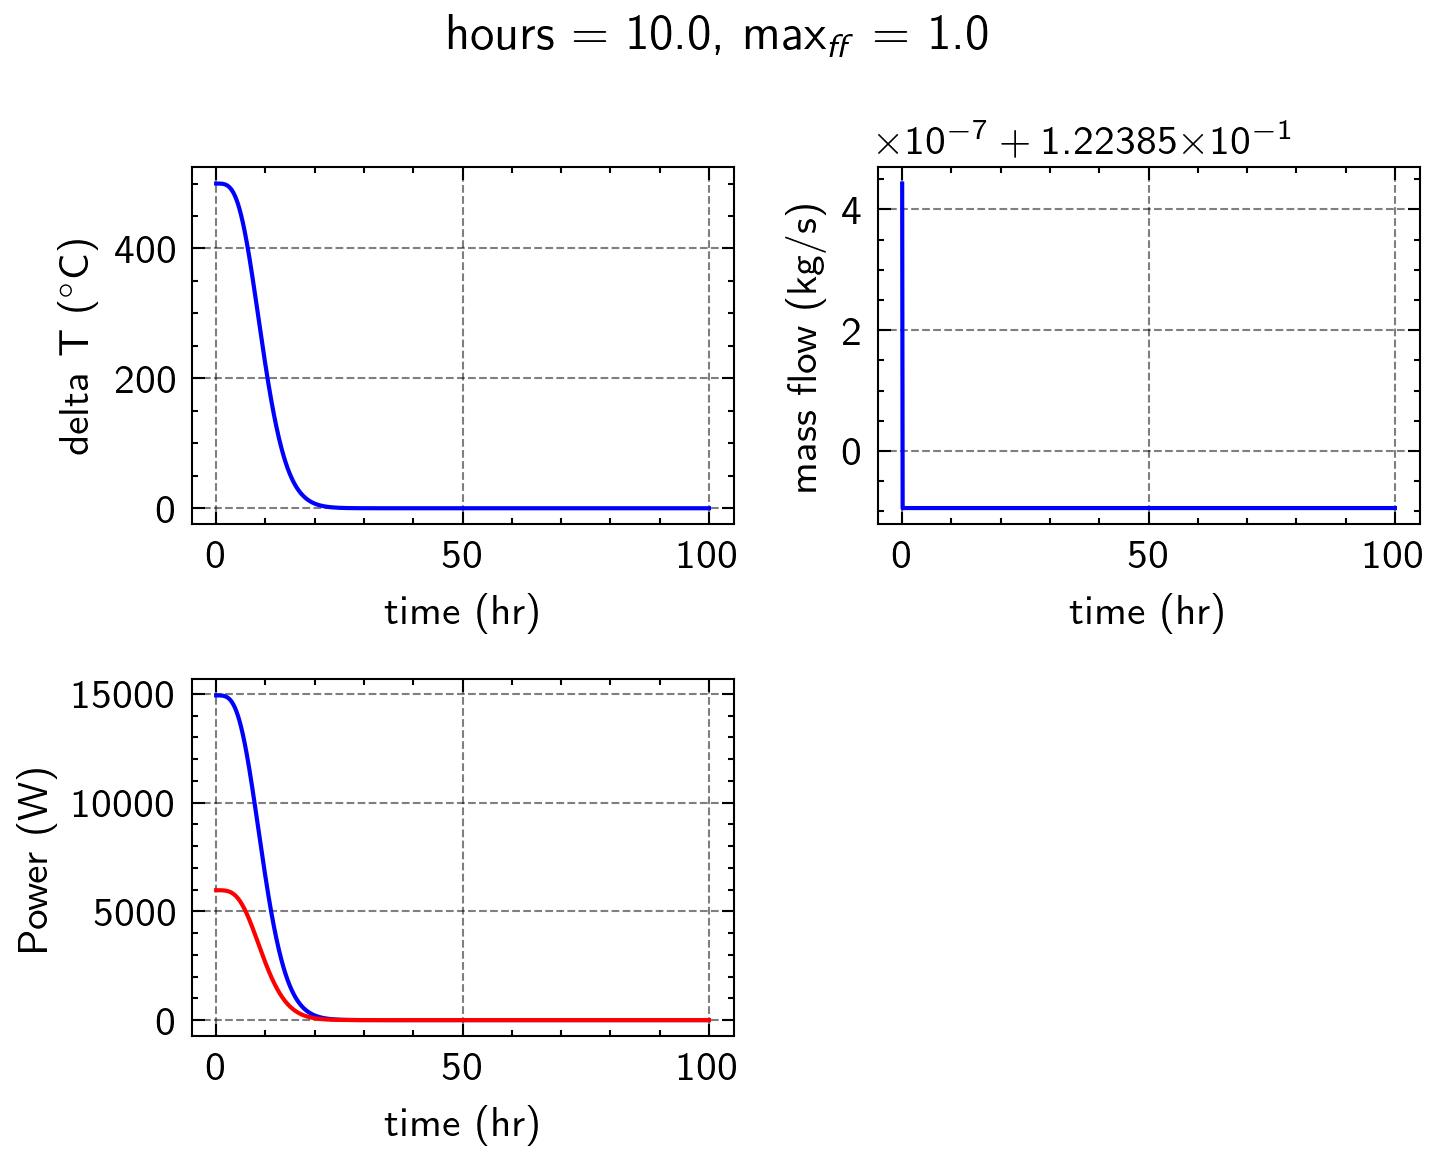 hours = 10.0, max_ff = 1.0
400
200
0
delta T (°C)
0 50 100
time (hr)
×10⁻⁷ + 1.22385×10⁻¹
4
2
0
mass flow (kg/s)
0 50 100
time (hr)
15000
10000
5000
0
Power (W)
0 50 100
time (hr)